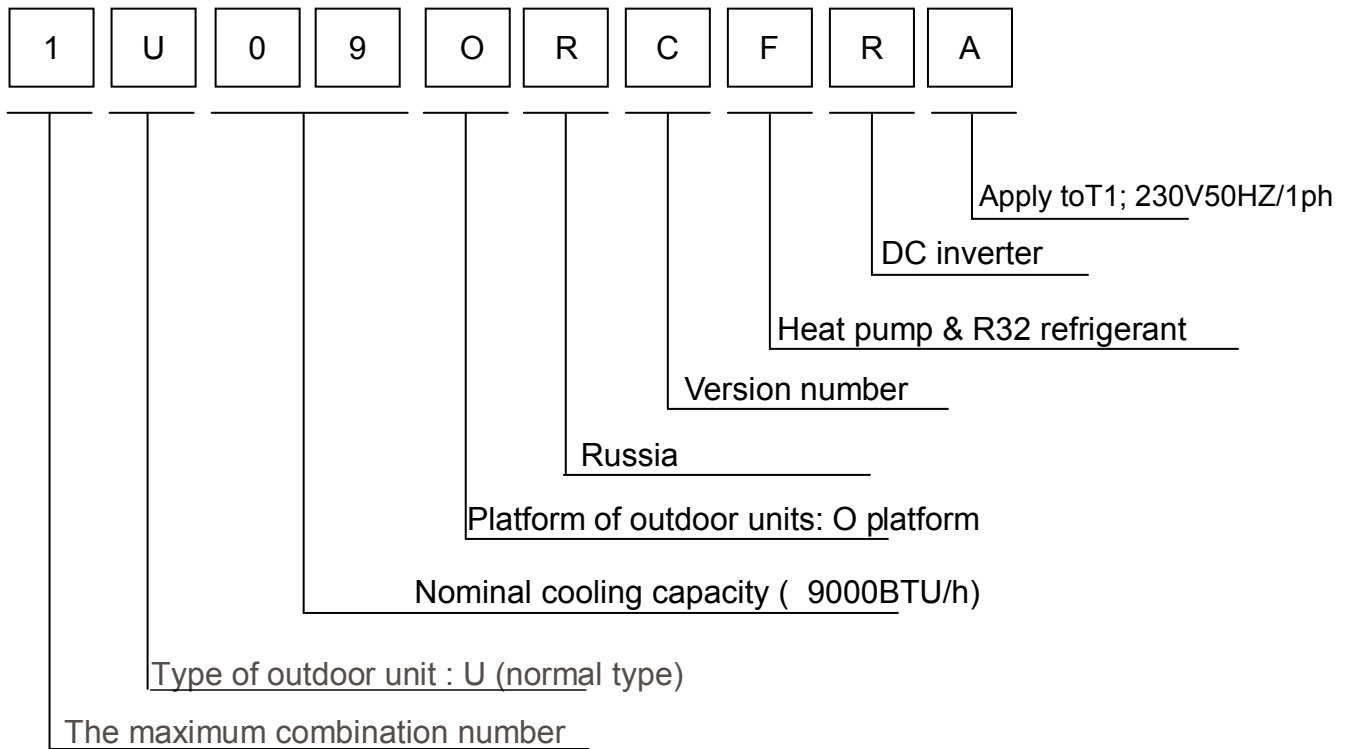 1 U 0 9 O R C F R A
Apply toT1; 230V50HZ/1ph
DC inverter
Heat pump & R32 refrigerant
Version number
Russia
Platform of outdoor units: O platform
Nominal cooling capacity ( 9000BTU/h)
Type of outdoor unit : U (normal type)
The maximum combination number